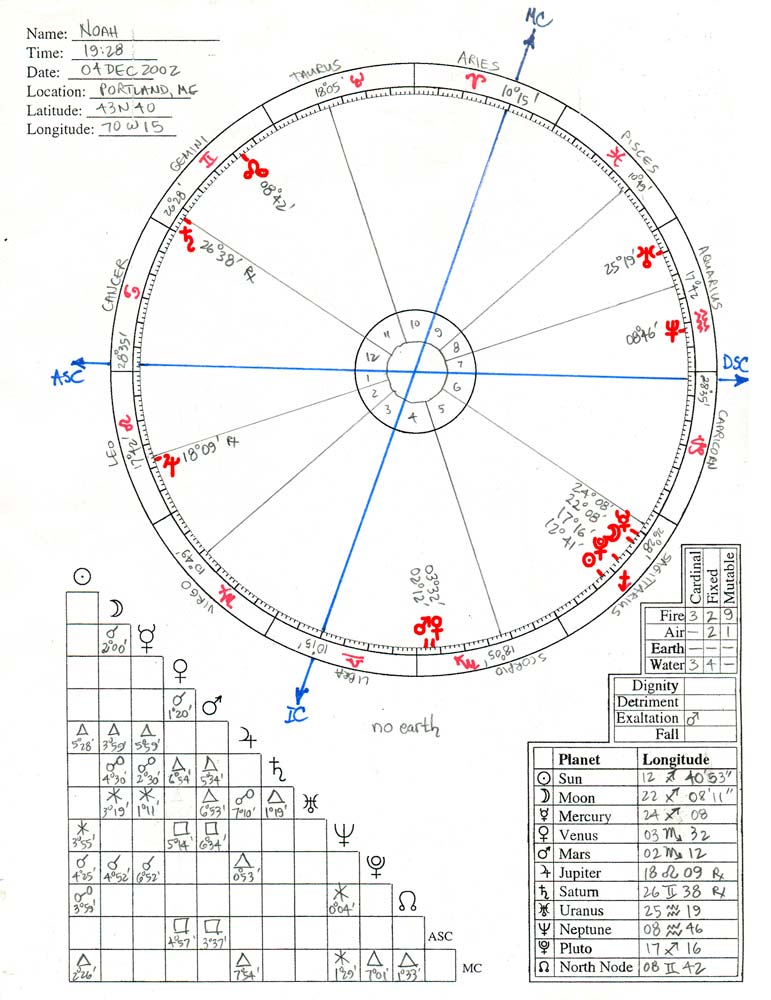 Name: NOAH
Time: 19:28
Date: 04 DEC 2002
Location: PORTLAND, ME
Latitude: 43N40
Longitude: 70W15
MC
ARIES ♈
10°15'
TAURUS ♉
18°05'
PISCES ♓
10°49'
GEMINI ♊
26°28'
☊ 08°42'
♄ 26°38' ℞
AQUARIUS ♒
17°42
♅ 25°19'
♆ 08°46'
CANCER ♋
28°35'
ASC
DSC
28°35'
CAPRICORN ♑
LEO ♌
17°42'
♃ 18°09' ℞
10 9 8 7 6 5 4 3 2 1 12 11
24°08' ☿
22°08' ☽
17°16' ♇
12°41' ☉
26°28'
SAGITTARIUS ♐
VIRGO ♍
10°49'
03°32' ♀
02°12' ♂
10°15'
LIBRA ♎
♏
18°05'
SCORPIO
IC
no earth
Cardinal Fixed Mutable
Fire 3 2 9
Air — 2 1
Earth — — —
Water 3 4 —
Dignity
Detriment
Exaltation ♂
Fall
Planet Longitude
☉ Sun 12 ♐ 40'53"
☽ Moon 22 ♐ 08'11"
☿ Mercury 24 ♐ 08
♀ Venus 03 ♏ 32
♂ Mars 02 ♏ 12
♃ Jupiter 18 ♌ 09 ℞
♄ Saturn 26 ♊ 38 ℞
♅ Uranus 25 ♒ 19
♆ Neptune 08 ♒ 46
♇ Pluto 17 ♐ 16
☊ North Node 08 ♊ 42
☉
☽
☌ 2°00' ☿
♀
☌ 1°20' ♂
△ 5°28' △ 3°59' △ 5°59' ♃
☍ 4°30' ☍ 2°30' △ 6°54' △ 5°34' ♄
⚹ 3°19' ⚹ 1°11' △ 6°53' ☍ 7°10' △ 1°19' ♅
⚹ 3°55' □ 5°14' □ 6°34' ♆
☌ 4°25' ☌ 4°52' ☌ 6°52' △ 0°53' ♇
☍ 3°59' ⚹ 0°04' ☊
□ 4°57' □ 3°37' ASC
△ 2°26' △ 7°54' ⚹ 1°29' △ 7°01' △ 1°33' MC